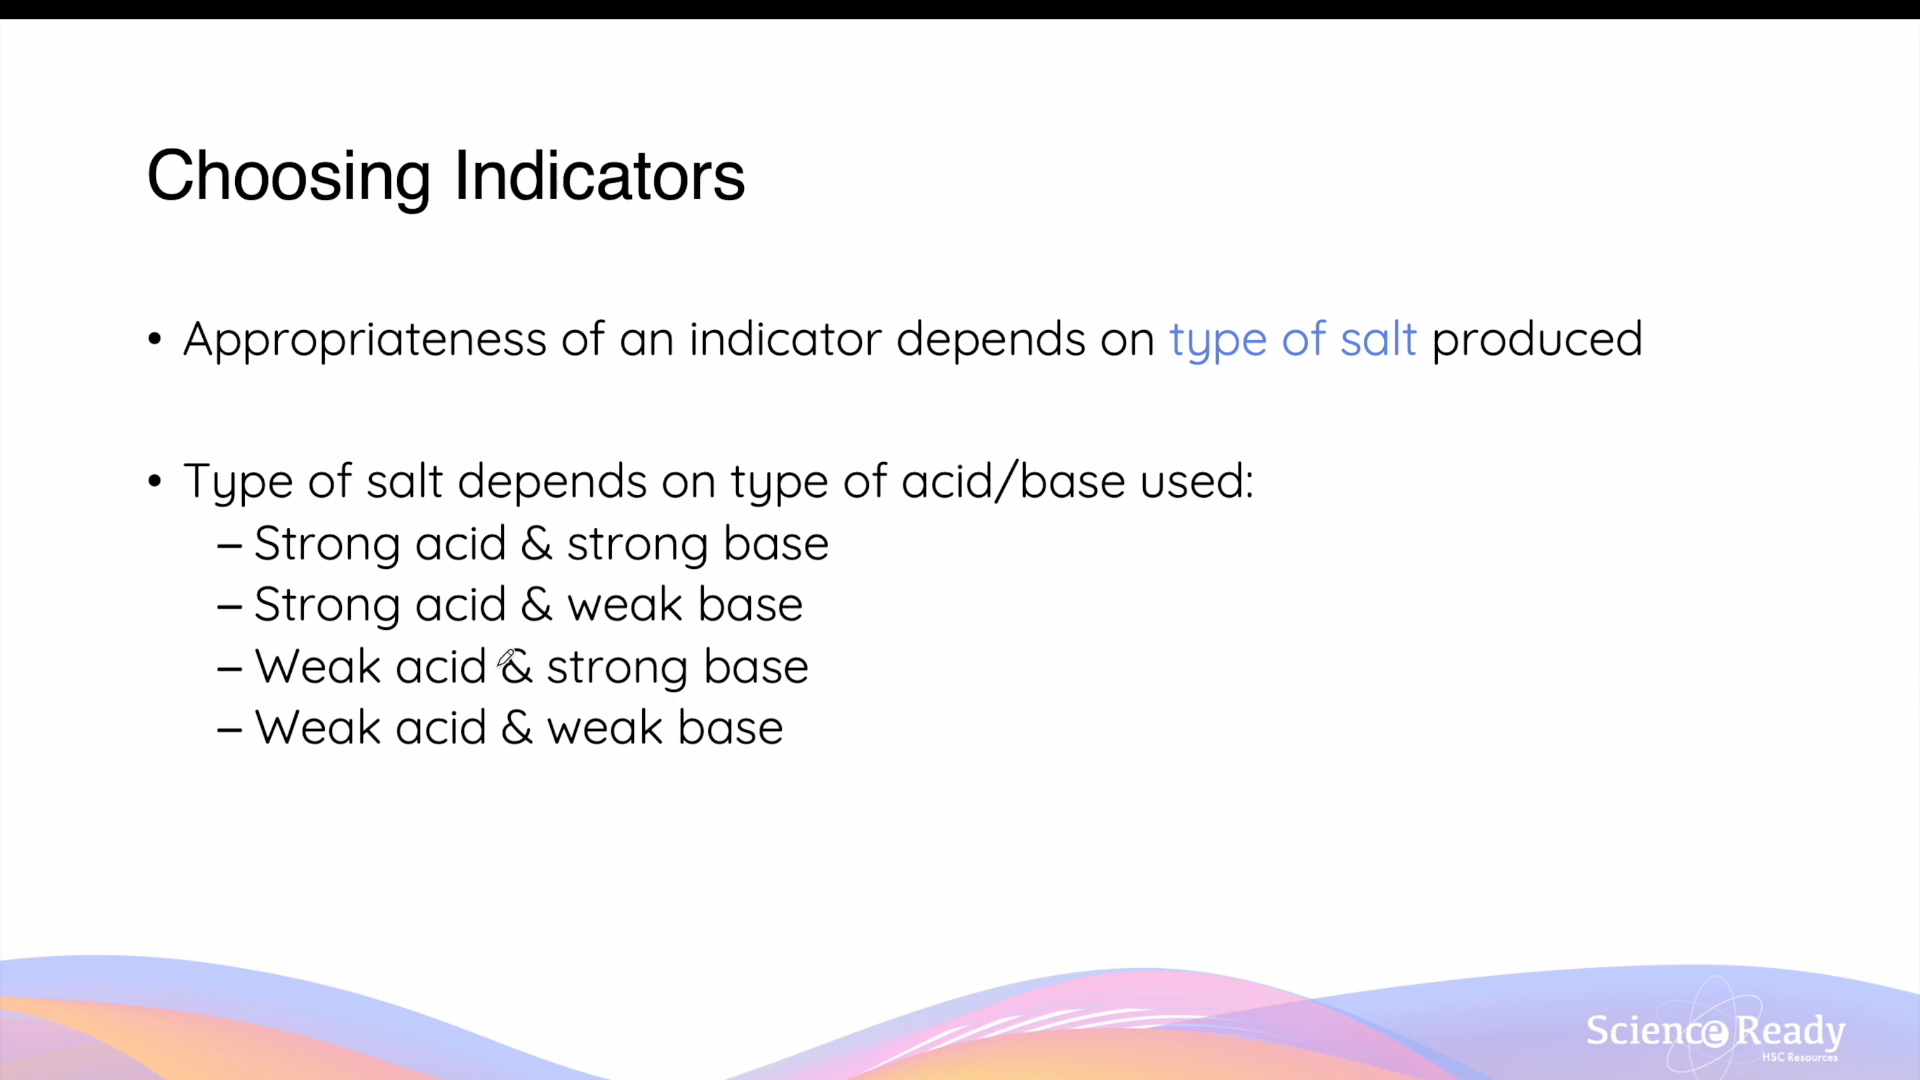 Choosing Indicators
• Appropriateness of an indicator depends on type of salt produced
• Type of salt depends on type of acid/base used:
– Strong acid & strong base
– Strong acid & weak base
– Weak acid & strong base
– Weak acid & weak base
Science Ready
HSC Resources